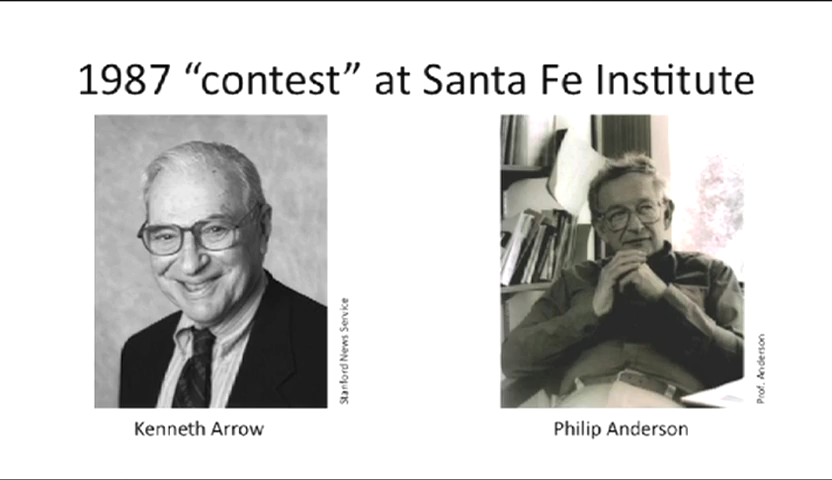 1987 “contest” at Santa Fe Institute
Stanford News Service
Prof. Anderson
Kenneth Arrow
Philip Anderson